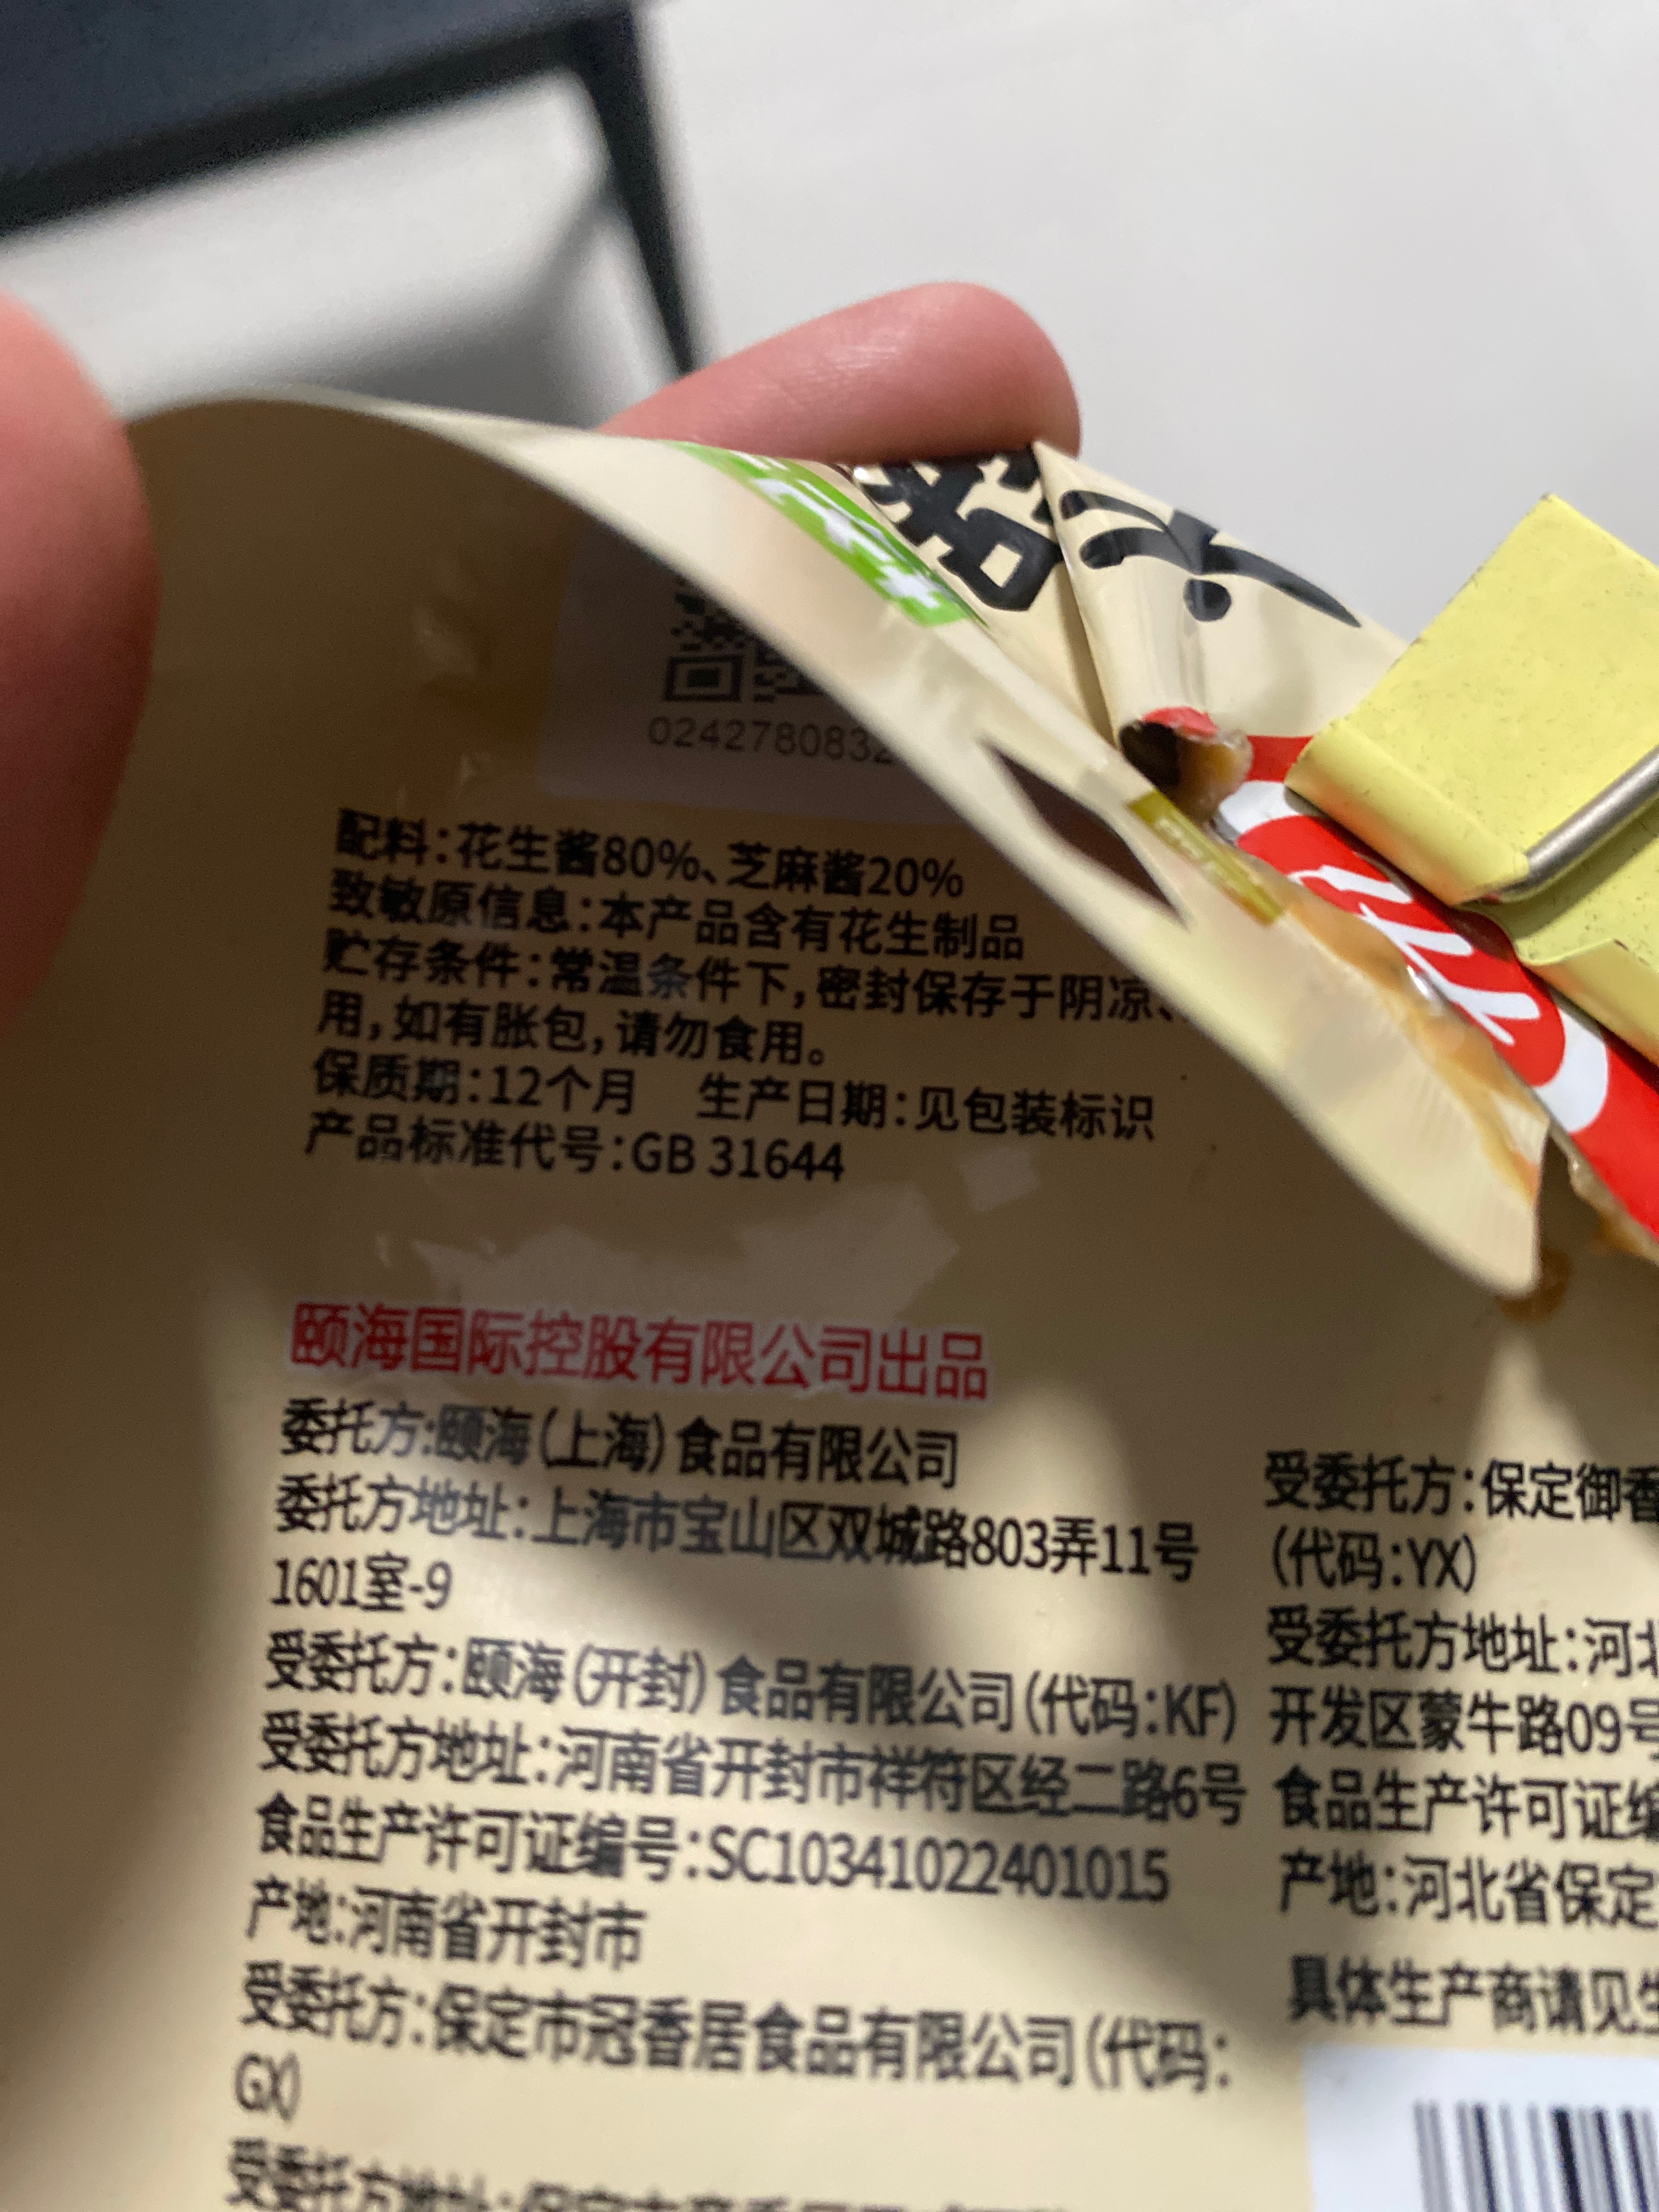 0242780832
配料：花生酱80%、芝麻酱20%
致敏原信息：本产品含有花生制品
贮存条件：常温条件下，密封保存于阴凉、
用，如有胀包，请勿食用。
保质期：12个月 生产日期：见包装标识
产品标准代号：GB 31644
颐海国际控股有限公司出品
委托方：颐海（上海）食品有限公司
委托方地址：上海市宝山区双城路803弄11号
1601室-9
受委托方：颐海（开封）食品有限公司（代码：KF）
受委托方地址：河南省开封市祥符区经二路6号
食品生产许可证编号：SC10341022401015
产地：河南省开封市
受委托方：保定市冠香居食品有限公司（代码：
GX）
受委托方地址：保定市
受委托方：保定御香
（代码：YX）
受委托方地址：河北
开发区蒙牛路09号
食品生产许可证编
产地：河北省保定
具体生产商请见生